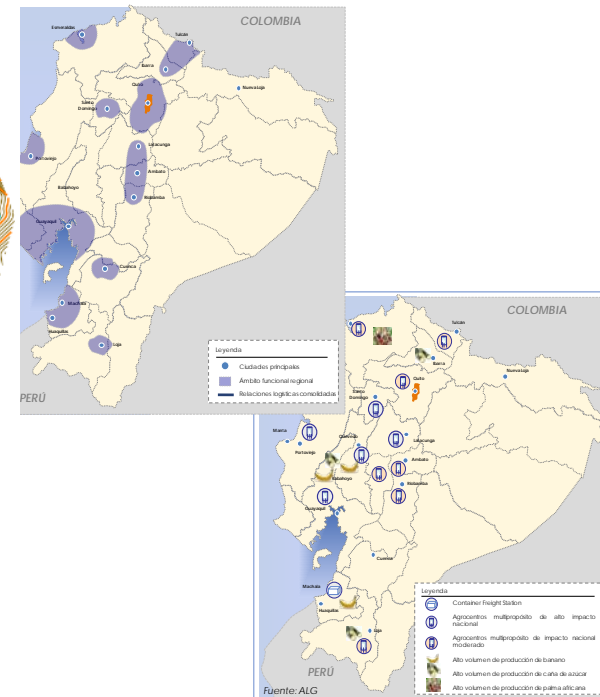 COLOMBIA
Esmeraldas
Tulcán
Ibarra
Quito
Nueva Loja
Santo
Domingo
Latacunga
Portoviejo
Ambato
Babahoyo
Riobamba
Guayaquil
Cuenca
Machala
Huaquillas
Loja
PERÚ
Leyenda
Ciudades principales
Ámbito funcional regional
Relaciones logísticas consolidadas
COLOMBIA
Tulcán
Ibarra
Nueva Loja
Quito
Santo
Domingo
Manta
Quevedo
Latacunga
Portoviejo
Ambato
Babahoyo
Riobamba
Guayaquil
Cuenca
Machala
Huaquillas
Loja
PERÚ
Fuente: ALG
Leyenda
Container Freight Station
Agrocentros multipropósito de alto impacto
nacional
Agrocentros multipropósito de impacto nacional
moderado
Alto volumen de producción de banano
Alto volumen de producción de caña de azúcar
Alto volumen de producción de palma africana